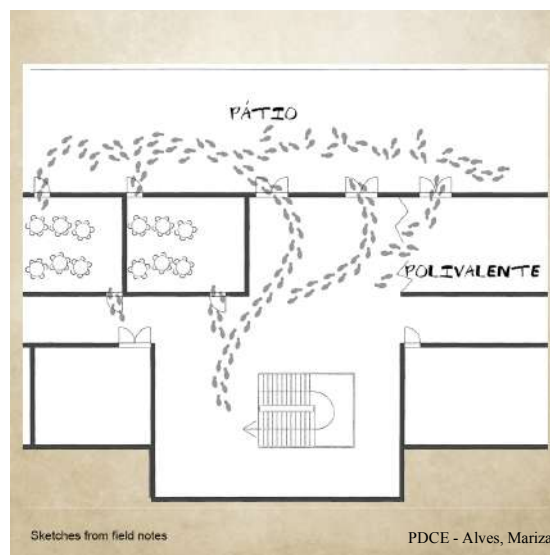 PÁTIO
POLIVALENTE
Sketches from field notes
PDCE - Alves, Mariza